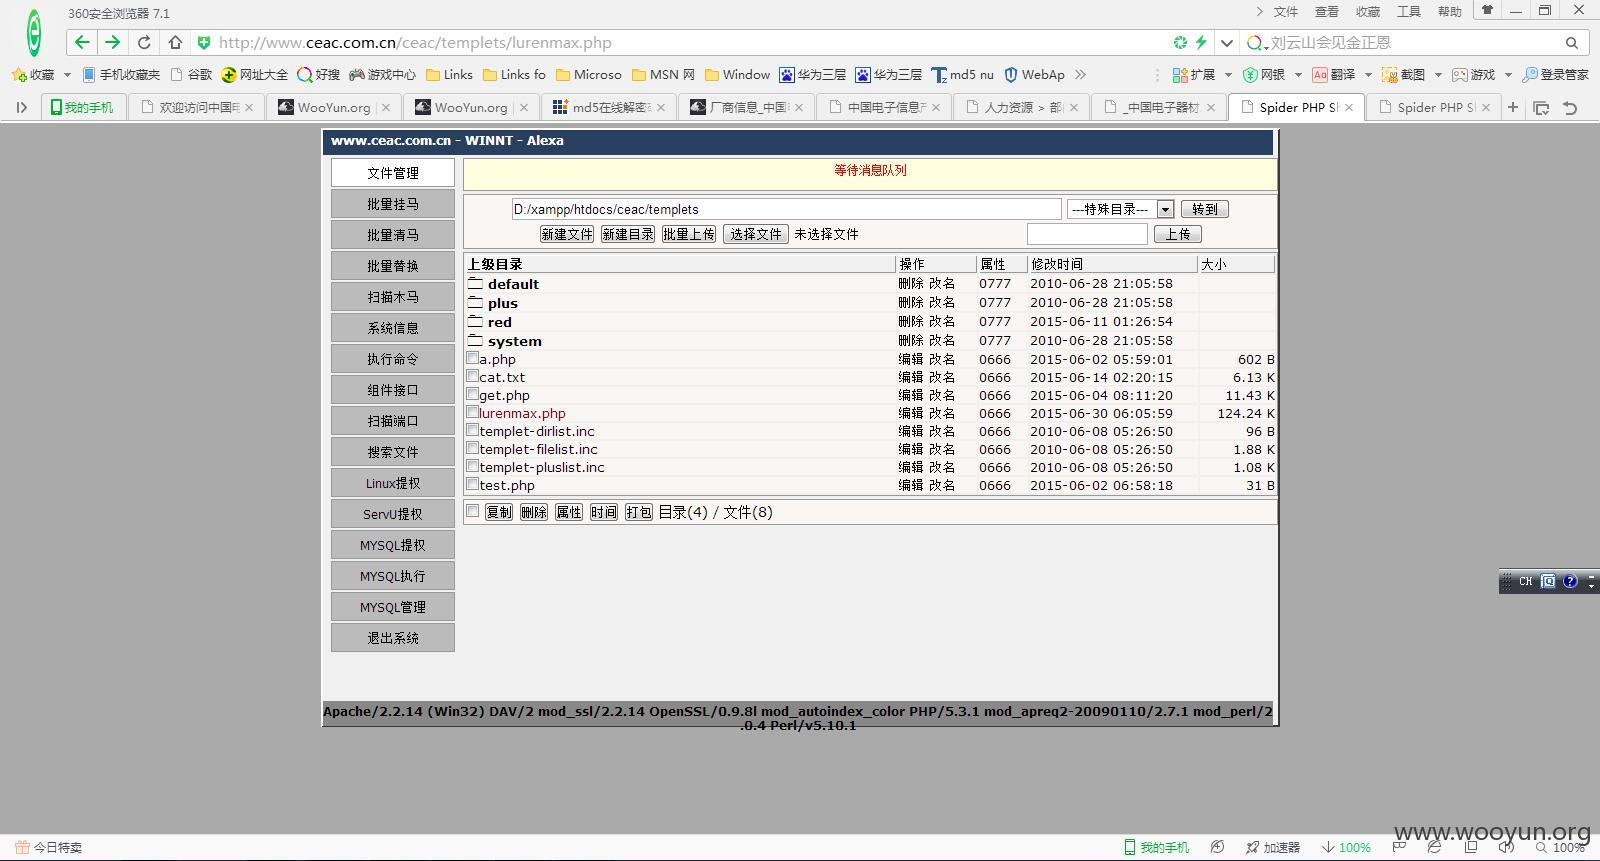 360安全浏览器 7.1
文件 查看 收藏 工具 帮助
http://www.ceac.com.cn/ceac/templets/lurenmax.php
刘云山会见金正恩
收藏 手机收藏夹 谷歌 网址大全 好搜 游戏中心 Links Links fo Microso MSN 网 Window 华为三层 华为三层 md5 nu WebAp 扩展 网银 翻译 截图 游戏 登录管家
我的手机 欢迎访问中国电 WooYun.org WooYun.org md5在线解密 厂商信息_中国 中国电子信息产 人力资源 > 部 _中国电子器材 Spider PHP Sh Spider PHP Sh
www.ceac.com.cn - WINNT - Alexa
文件管理
批量挂马
批量清马
批量替换
扫描木马
系统信息
执行命令
组件接口
扫描端口
搜索文件
Linux提权
ServU提权
MYSQL提权
MYSQL执行
MYSQL管理
退出系统
等待消息队列
D:/xampp/htdocs/ceac/templets ---特殊目录--- 转到
新建文件 新建目录 批量上传 选择文件 未选择文件 上传
上级目录 操作 属性 修改时间 大小
default 删除 改名 0777 2010-06-28 21:05:58
plus 删除 改名 0777 2010-06-28 21:05:58
red 删除 改名 0777 2015-06-11 01:26:54
system 删除 改名 0777 2010-06-28 21:05:58
a.php 编辑 改名 0666 2015-06-02 05:59:01 602 B
cat.txt 编辑 改名 0666 2015-06-14 02:20:15 6.13 K
get.php 编辑 改名 0666 2015-06-04 08:11:20 11.43 K
lurenmax.php 编辑 改名 0666 2015-06-30 06:05:59 124.24 K
templet-dirlist.inc 编辑 改名 0666 2010-06-08 05:26:50 96 B
templet-filelist.inc 编辑 改名 0666 2010-06-08 05:26:50 1.88 K
templet-pluslist.inc 编辑 改名 0666 2010-06-08 05:26:50 1.08 K
test.php 编辑 改名 0666 2015-06-02 06:58:18 31 B
复制 删除 属性 时间 打包 目录(4) / 文件(8)
Apache/2.2.14 (Win32) DAV/2 mod_ssl/2.2.14 OpenSSL/0.9.8l mod_autoindex_color PHP/5.3.1 mod_apreq2-20090110/2.7.1 mod_perl/2
.0.4 Perl/v5.10.1
CH
www.wooyun.org
今日特卖 我的手机 加速器 100% 100%